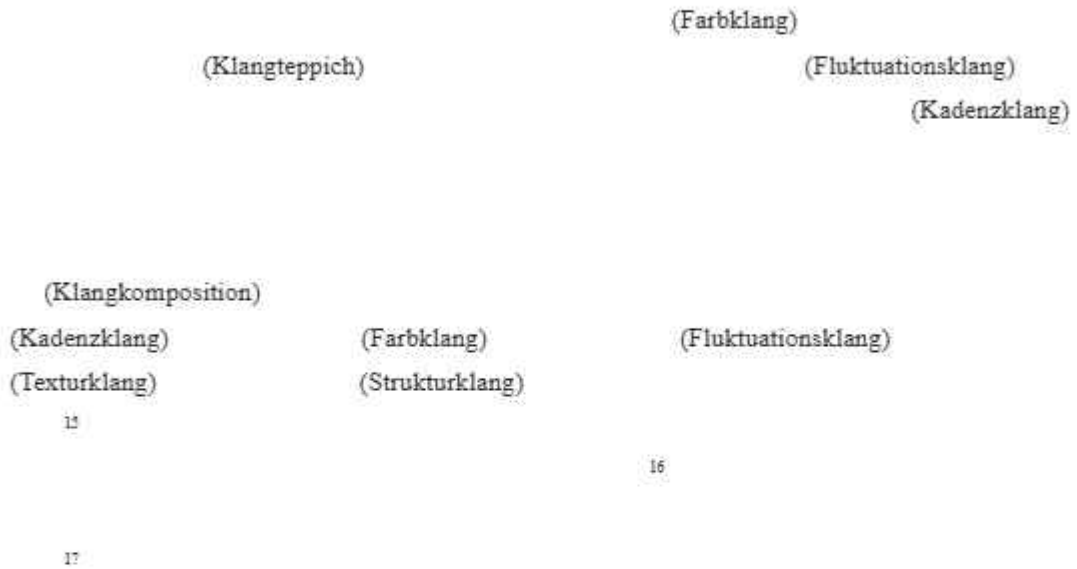 (Farbklang)
(Klangteppich) (Fluktuationsklang)
(Kadenzklang)
(Klangkomposition)
(Kadenzklang) (Farbklang) (Fluktuationsklang)
(Texturklang) (Strukturklang)
15
16
17